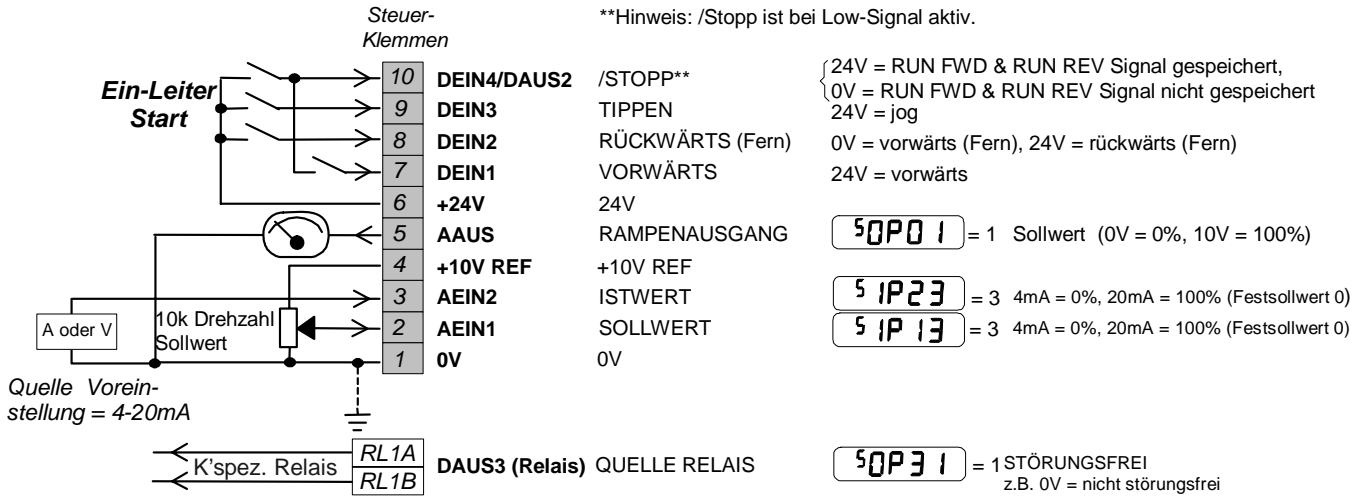 Steuer-
Klemmen
**Hinweis: /Stopp ist bei Low-Signal aktiv.
Ein-Leiter
Start
10 DEIN4/DAUS2 /STOPP** 24V = RUN FWD & RUN REV Signal gespeichert,
0V = RUN FWD & RUN REV Signal nicht gespeichert
9 DEIN3 TIPPEN 24V = jog
8 DEIN2 RÜCKWÄRTS (Fern) 0V = vorwärts (Fern), 24V = rückwärts (Fern)
7 DEIN1 VORWÄRTS 24V = vorwärts
6 +24V 24V
5 AAUS RAMPENAUSGANG SOP01 = 1 Sollwert (0V = 0%, 10V = 100%)
4 +10V REF +10V REF
3 AEIN2 ISTWERT SIP23 = 3 4mA = 0%, 20mA = 100% (Festsollwert 0)
A oder V
10k Drehzahl
Sollwert
2 AEIN1 SOLLWERT SIP13 = 3 4mA = 0%, 20mA = 100% (Festsollwert 0)
1 0V 0V
Quelle Vorein-
stellung = 4-20mA
K'spez. Relais
RL1A
RL1B
DAUS3 (Relais) QUELLE RELAIS SOP31 = 1 STÖRUNGSFREI
z.B. 0V = nicht störungsfrei